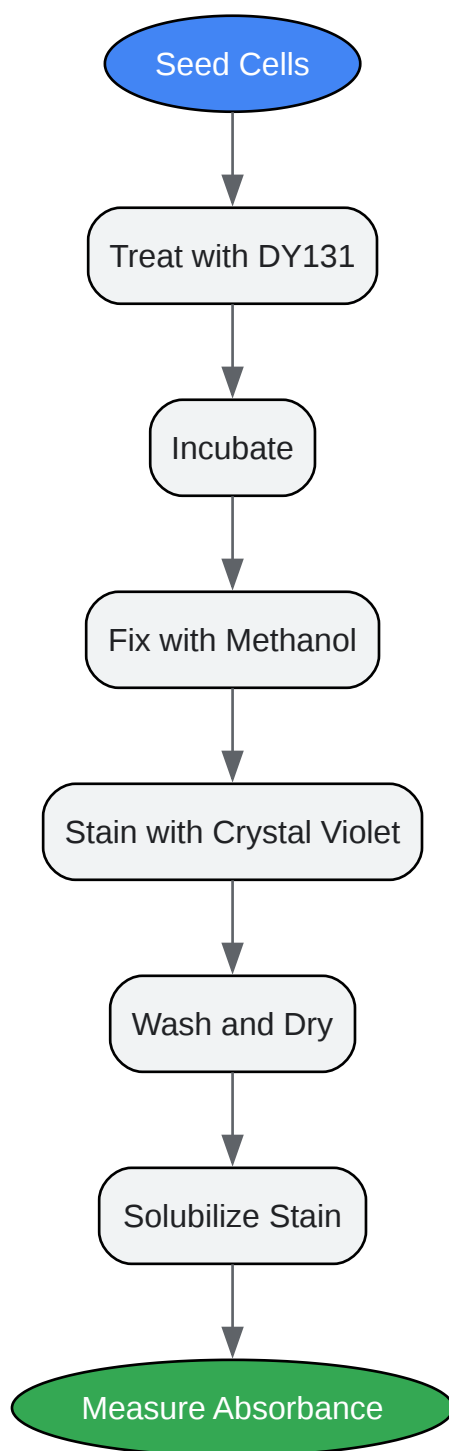 Seed Cells
Treat with DY131
Incubate
Fix with Methanol
Stain with Crystal Violet
Wash and Dry
Solubilize Stain
Measure Absorbance